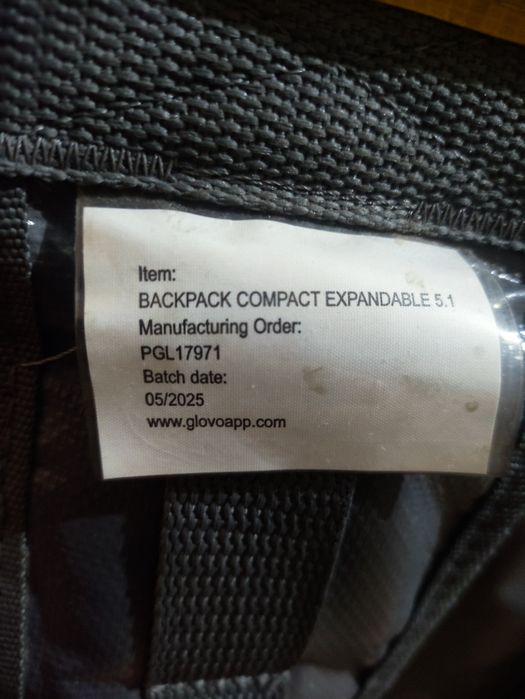 Item:
BACKPACK COMPACT EXPANDABLE 5.1
Manufacturing Order:
PGL17971
Batch date:
05/2025
www.glovoapp.com